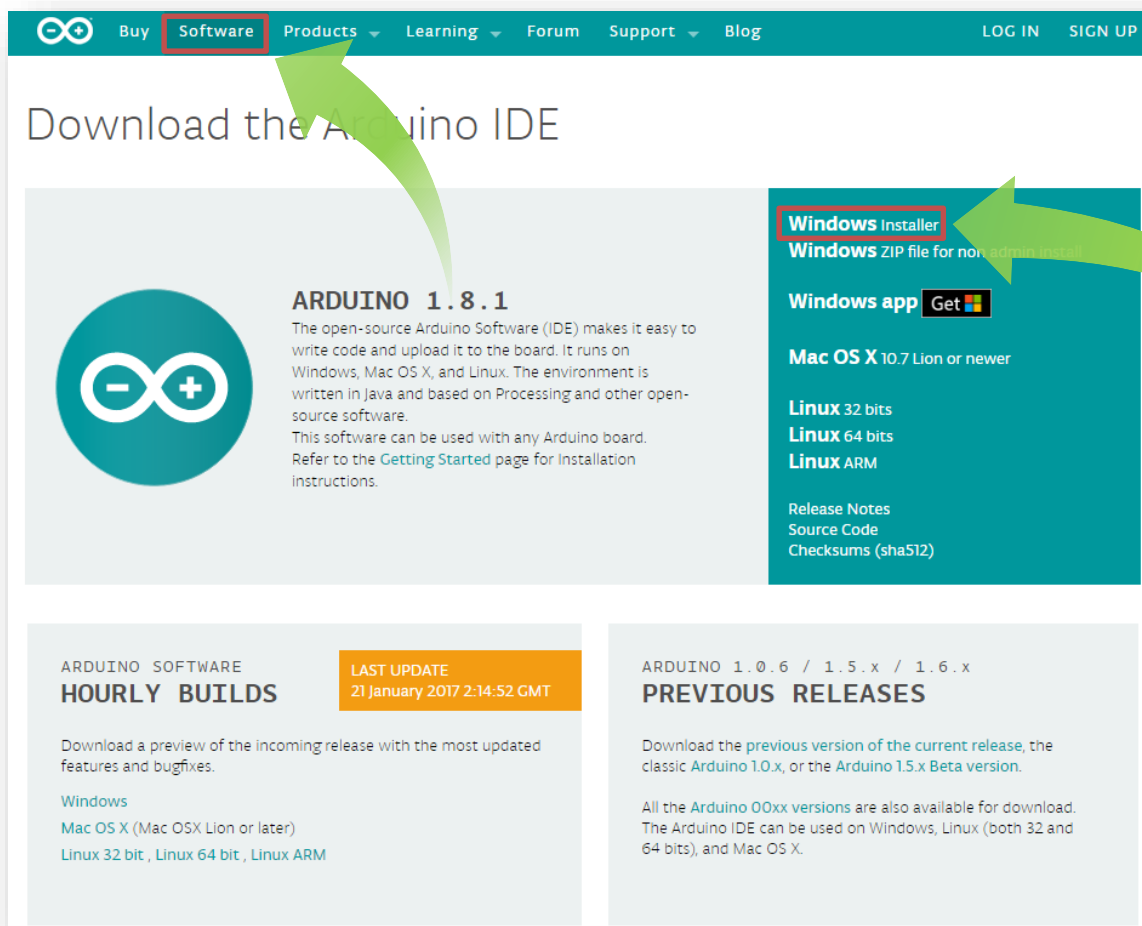 Buy Software Products Learning Forum Support Blog LOG IN SIGN UP
Download the Arduino IDE
ARDUINO 1.8.1
The open-source Arduino Software (IDE) makes it easy to
write code and upload it to the board. It runs on
Windows, Mac OS X, and Linux. The environment is
written in Java and based on Processing and other open-
source software.
This software can be used with any Arduino board.
Refer to the Getting Started page for Installation
instructions.
Windows Installer
Windows ZIP file for non admin install
Windows app Get
Mac OS X 10.7 Lion or newer
Linux 32 bits
Linux 64 bits
Linux ARM
Release Notes
Source Code
Checksums (sha512)
ARDUINO SOFTWARE
HOURLY BUILDS
LAST UPDATE
21 January 2017 2:14:52 GMT
Download a preview of the incoming release with the most updated
features and bugfixes.
Windows
Mac OS X (Mac OSX Lion or later)
Linux 32 bit , Linux 64 bit , Linux ARM
ARDUINO 1.0.6 / 1.5.x / 1.6.x
PREVIOUS RELEASES
Download the previous version of the current release, the
classic Arduino 1.0.x, or the Arduino 1.5.x Beta version.
All the Arduino 00xx versions are also available for download.
The Arduino IDE can be used on Windows, Linux (both 32 and
64 bits), and Mac OS X.